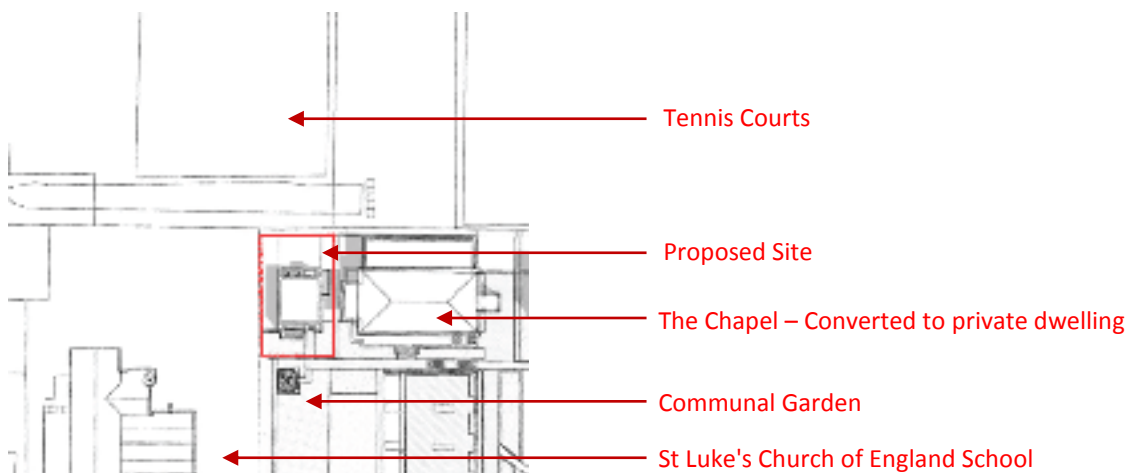 Tennis Courts
Proposed Site
The Chapel – Converted to private dwelling
Communal Garden
St Luke's Church of England School